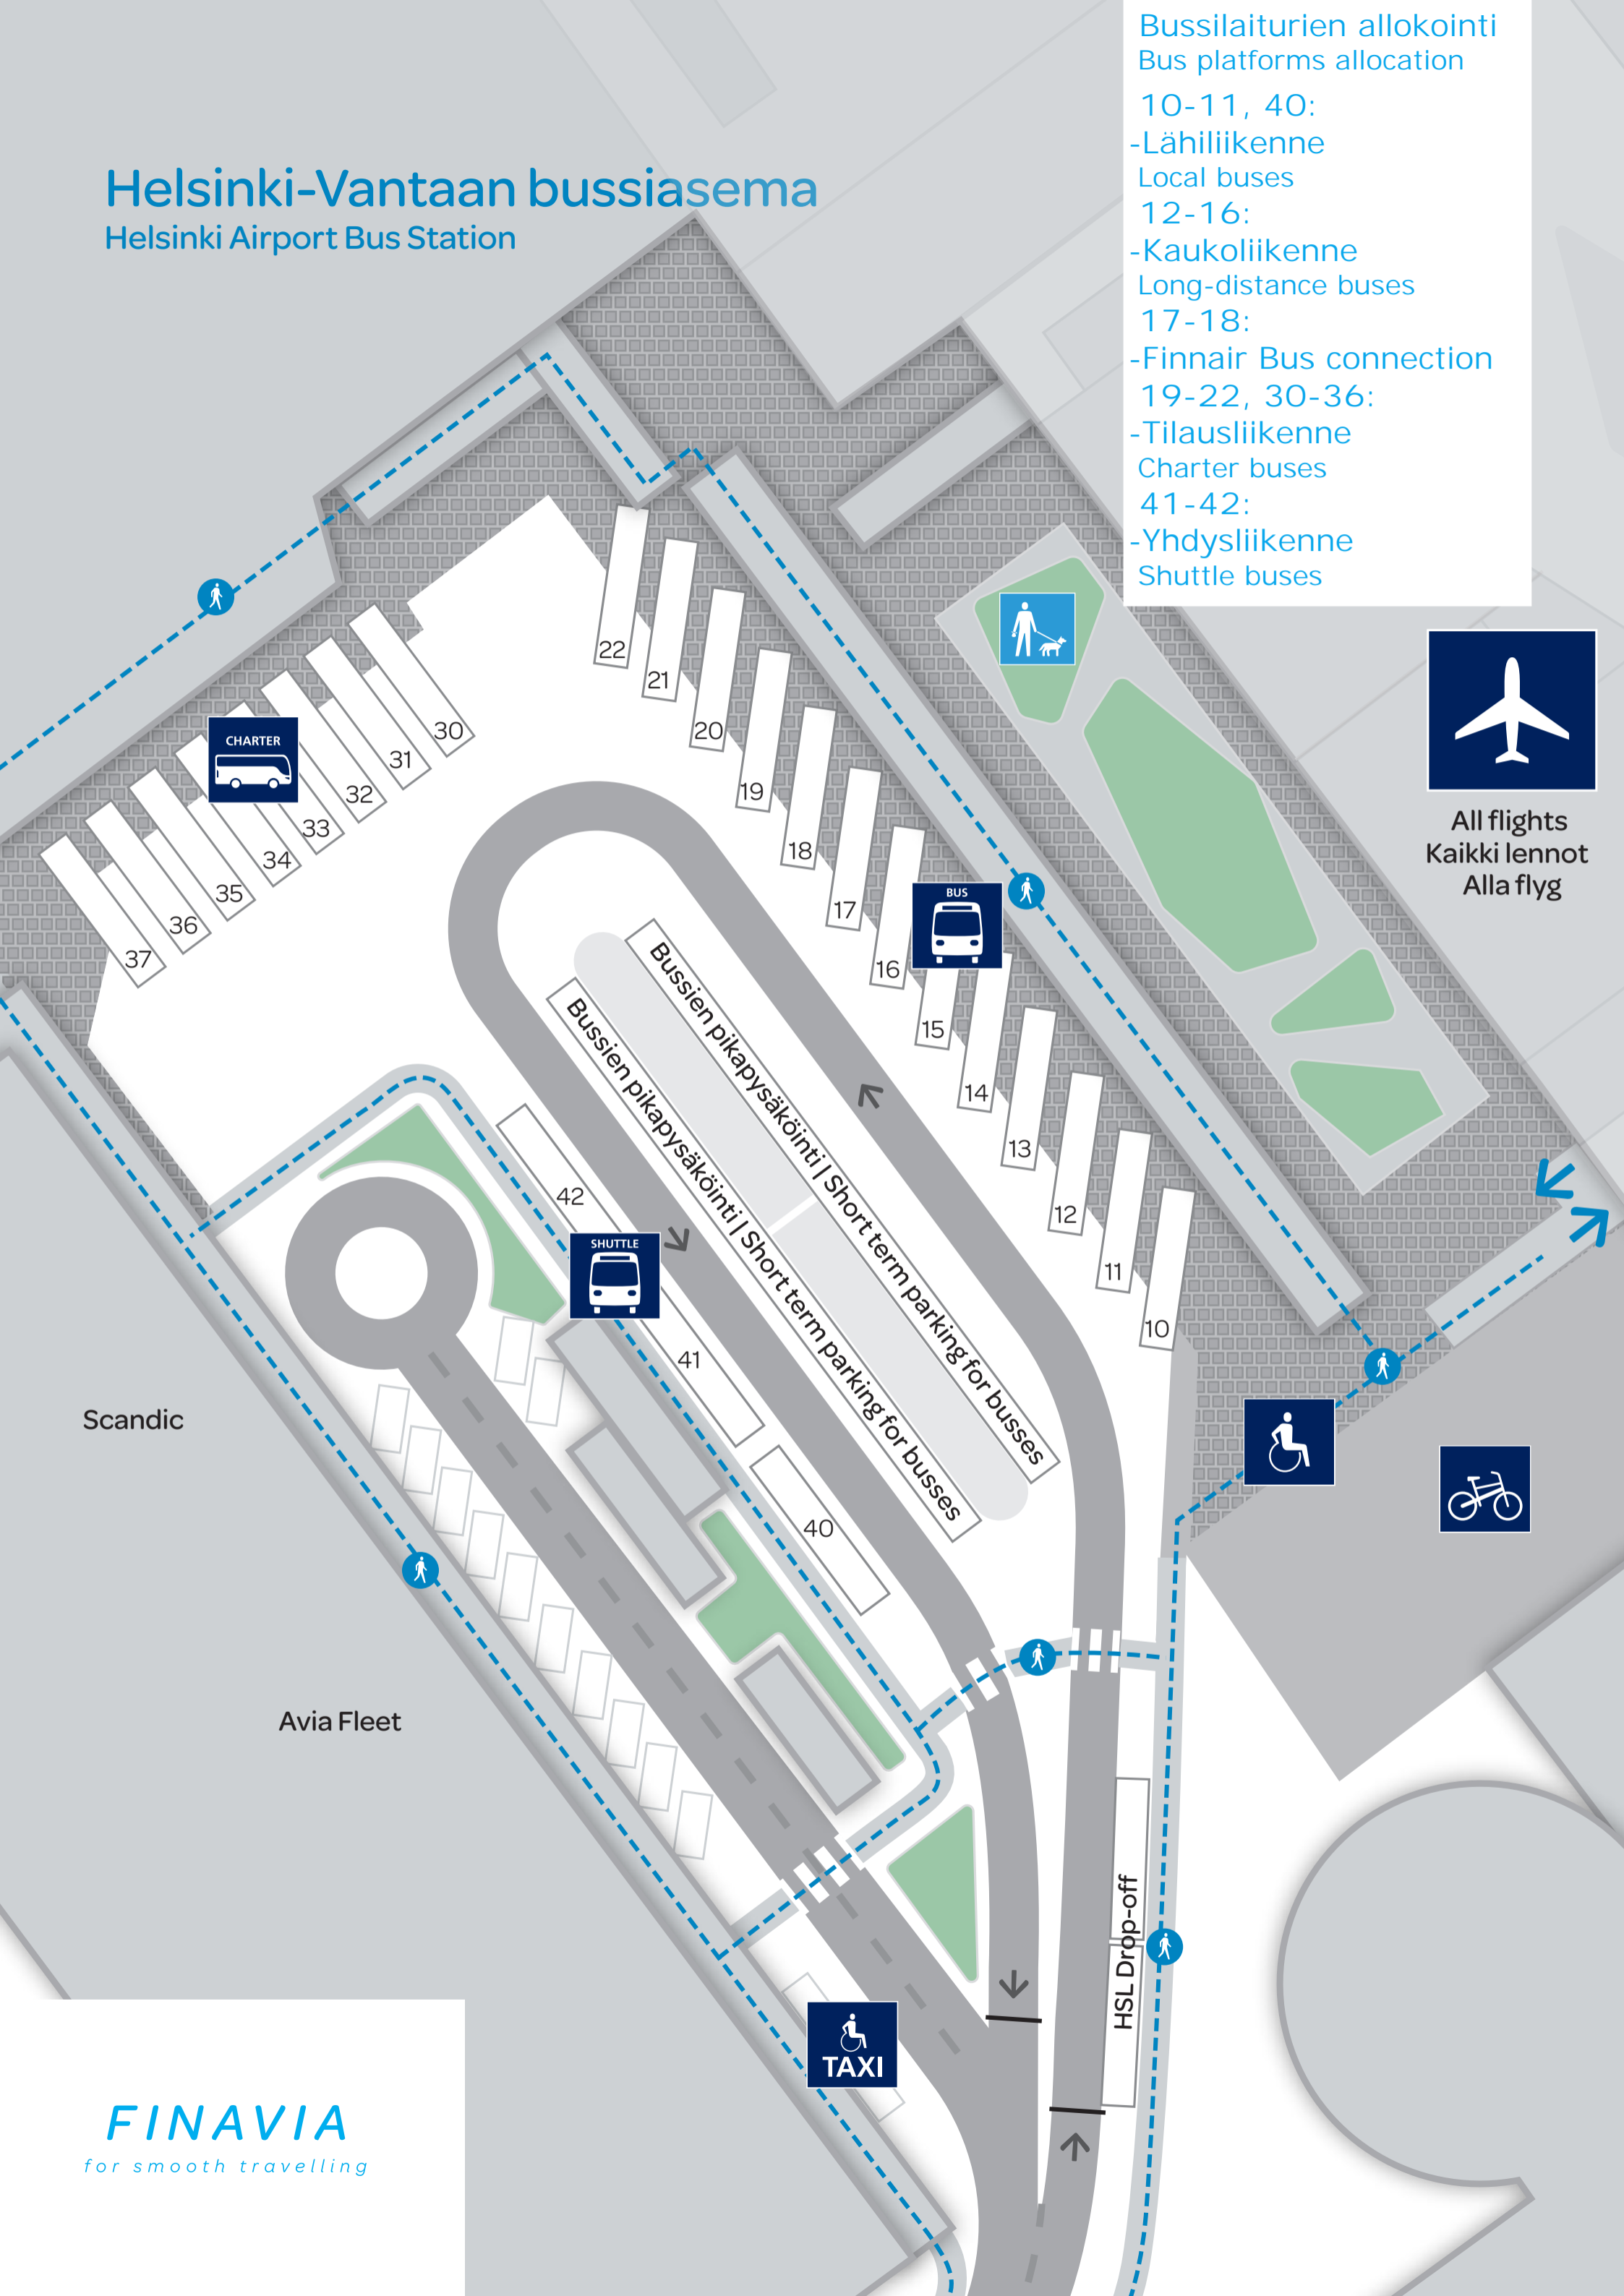 Bussilaiturien allokointi
Bus platforms allocation
10-11, 40:
-Lähiliikenne
Local buses
12-16:
-Kaukoliikenne
Long-distance buses
17-18:
-Finnair Bus connection
19-22, 30-36:
-Tilausliikenne
Charter buses
41-42:
-Yhdysliikenne
Shuttle buses
Helsinki-Vantaan bussiasema
Helsinki Airport Bus Station
22
21
20
19
18
17
16
15
14
13
12
11
10
CHARTER
30
31
32
33
34
35
36
37
BUS
All flights
Kaikki lennot
Alla flyg
Bussien pikapysäköinti | Short term parking for busses
Bussien pikapysäköinti | Short term parking for busses
42
SHUTTLE
41
40
Scandic
Avia Fleet
HSL Drop-off
TAXI
FINAVIA
for smooth travelling